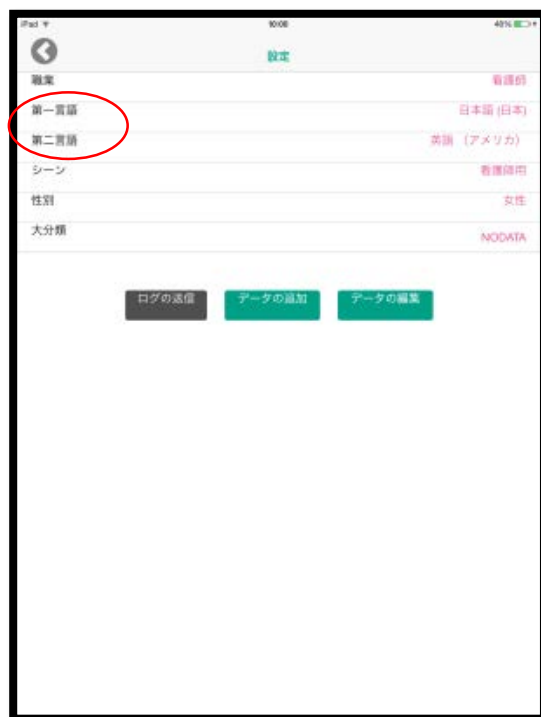 iPad 10:00 48%
設定
職業 看護師
第一言語 日本語 (日本)
第二言語 英語 (アメリカ)
シーン 看護師用
性別 女性
大分類 NODATA
ログの送信 データの追加 データの編集